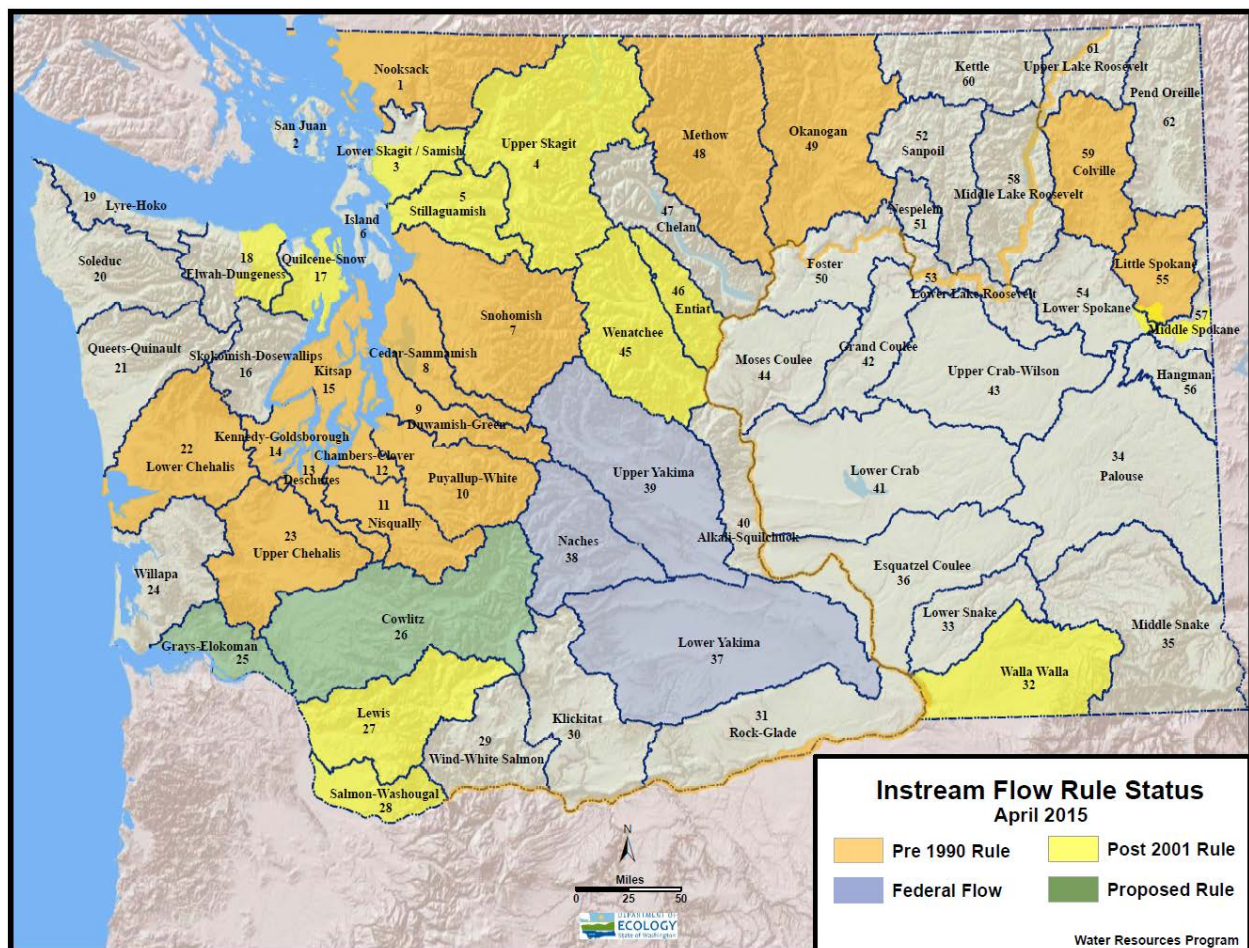 Nooksack
1
San Juan
2
Lower Skagit / Samish
3
Upper Skagit
4
5
Stillaguamish
Island
6
Methow
48
Okanogan
49
Kettle
60
61
Upper Lake Roosevelt
Pend Oreille
62
52
Sanpoil
58
Middle Lake Roosevelt
59
Colville
Nespelem
51
47
Chelan
19
Lyre-Hoko
Soleduc
20
18
Elwah-Dungeness
Quilcene-Snow
17
Snohomish
7
Wenatchee
45
46
Entiat
Foster
50
53
Lower Lake Roosevelt
54
Lower Spokane
Little Spokane
55
57
Middle Spokane
Hangman
56
Queets-Quinault
21
Skokomish-Dosewallips
16
Kitsap
15
Cedar-Sammamish
8
9
Duwamish-Green
Moses Coulee
44
Grand Coulee
42
Upper Crab-Wilson
43
22
Lower Chehalis
Kennedy-Goldsborough
14
13
Deschutes
Chambers-Clover
12
Puyallup-White
10
11
Nisqually
Upper Yakima
39
Lower Crab
41
34
Palouse
23
Upper Chehalis
Willapa
24
Naches
38
40
Alkali-Squilchuck
Esquatzel Coulee
36
Lower Snake
33
Middle Snake
35
Grays-Elokoman
25
Cowlitz
26
Lower Yakima
37
Walla Walla
32
Lewis
27
29
Wind-White Salmon
Klickitat
30
31
Rock-Glade
Salmon-Washougal
28
N
Miles
0 25 50
DEPARTMENT OF
ECOLOGY
State of Washington
Instream Flow Rule Status
April 2015
Pre 1990 Rule
Post 2001 Rule
Federal Flow
Proposed Rule
Water Resources Program